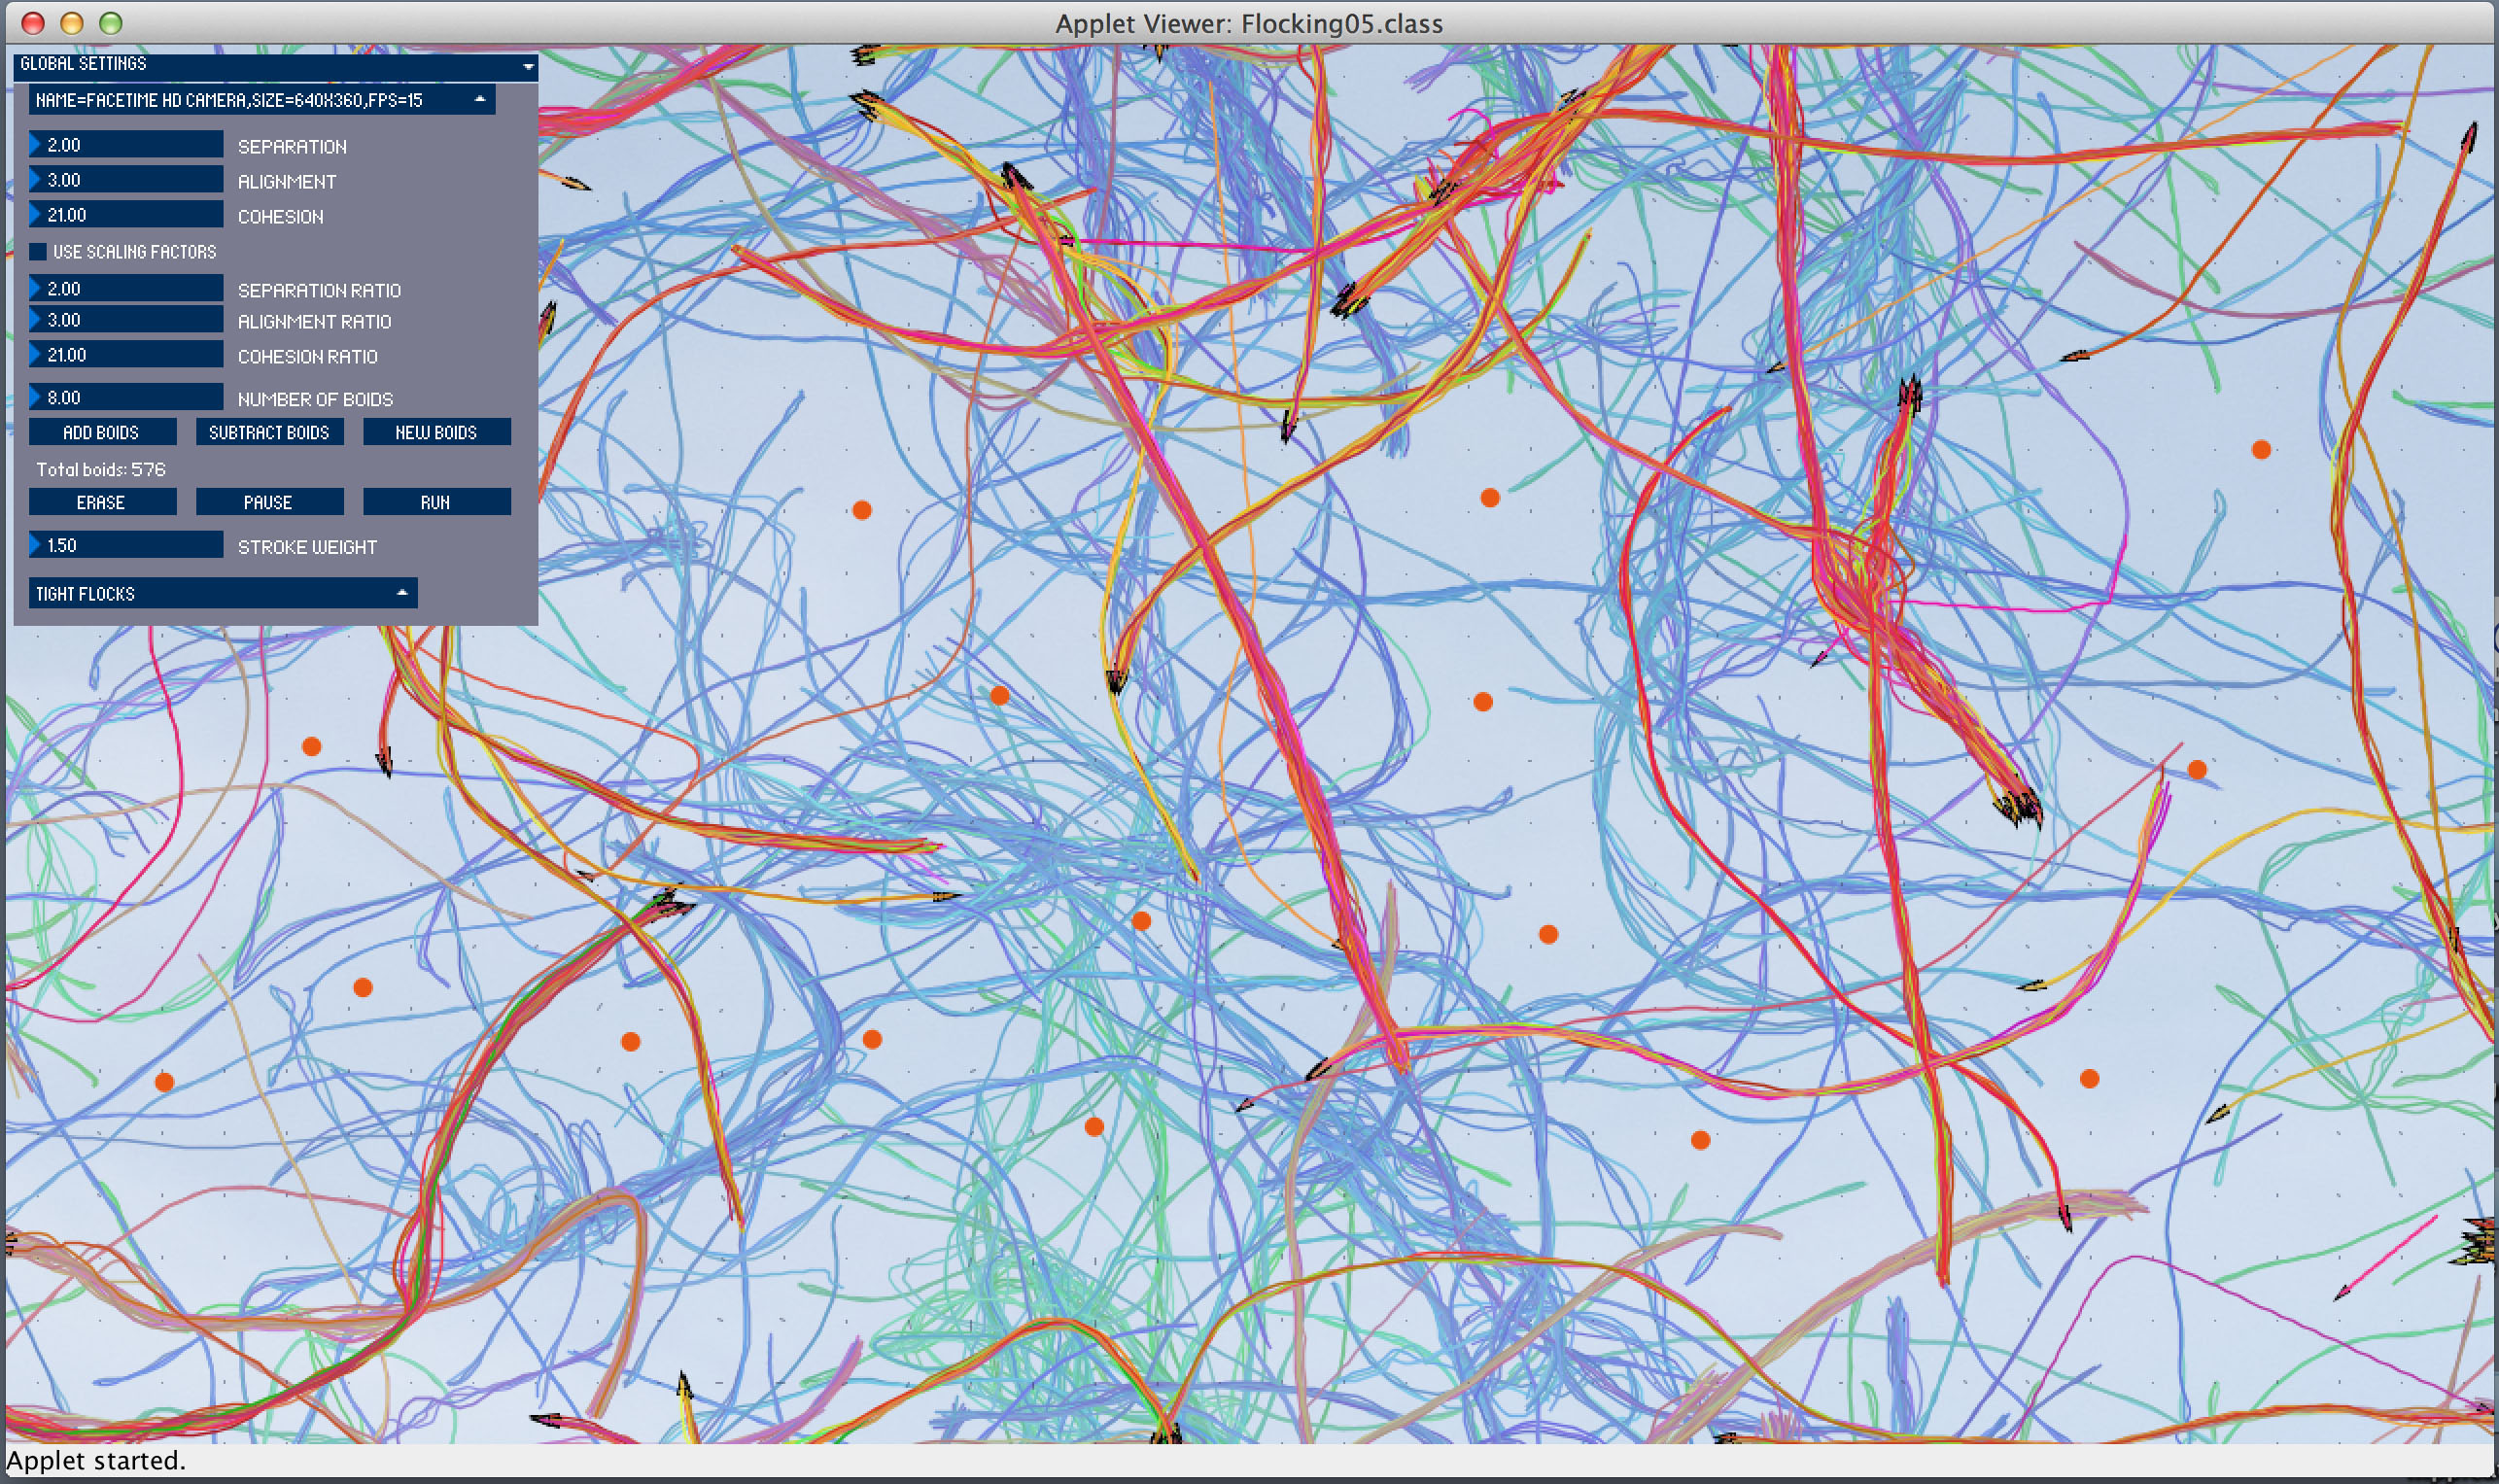 Applet Viewer: Flocking05.class
GLOBAL SETTINGS
NAME=FACETIME HD CAMERA,SIZE=640X360,FPS=15
2.00 SEPARATION
3.00 ALIGNMENT
21.00 COHESION
USE SCALING FACTORS
2.00 SEPARATION RATIO
3.00 ALIGNMENT RATIO
21.00 COHESION RATIO
8.00 NUMBER OF BOIDS
ADD BOIDS SUBTRACT BOIDS NEW BOIDS
Total boids: 576
ERASE PAUSE RUN
1.50 STROKE WEIGHT
TIGHT FLOCKS
Applet started.